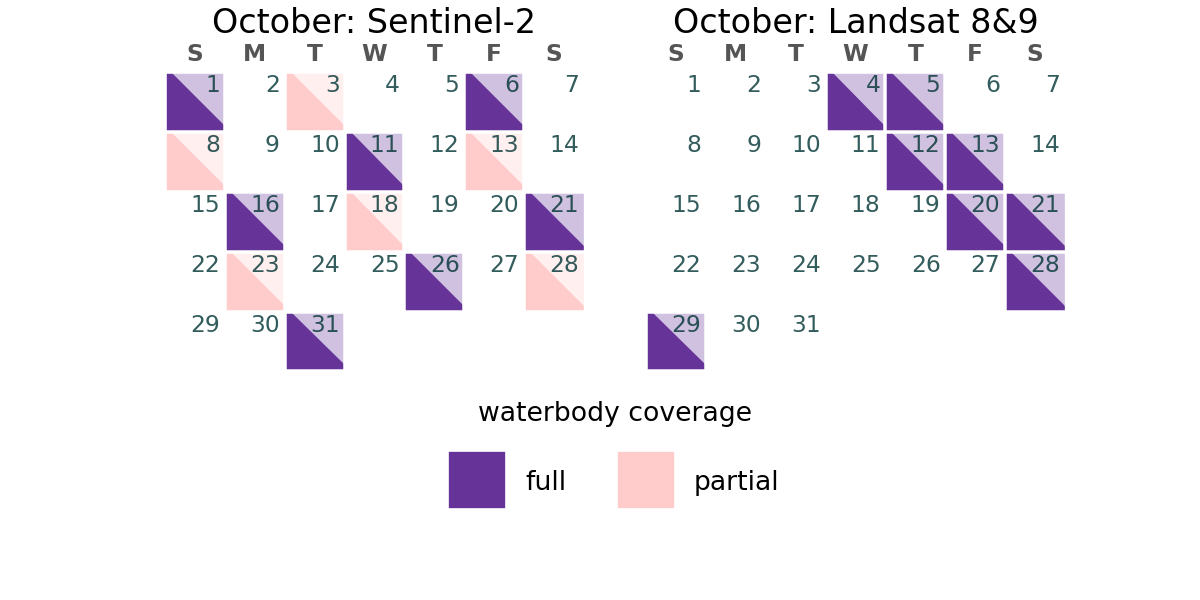 October: Sentinel-2
S M T W T F S
1 2 3 4 5 6 7
8 9 10 11 12 13 14
15 16 17 18 19 20 21
22 23 24 25 26 27 28
29 30 31
October: Landsat 8&9
S M T W T F S
1 2 3 4 5 6 7
8 9 10 11 12 13 14
15 16 17 18 19 20 21
22 23 24 25 26 27 28
29 30 31
waterbody coverage
full
partial